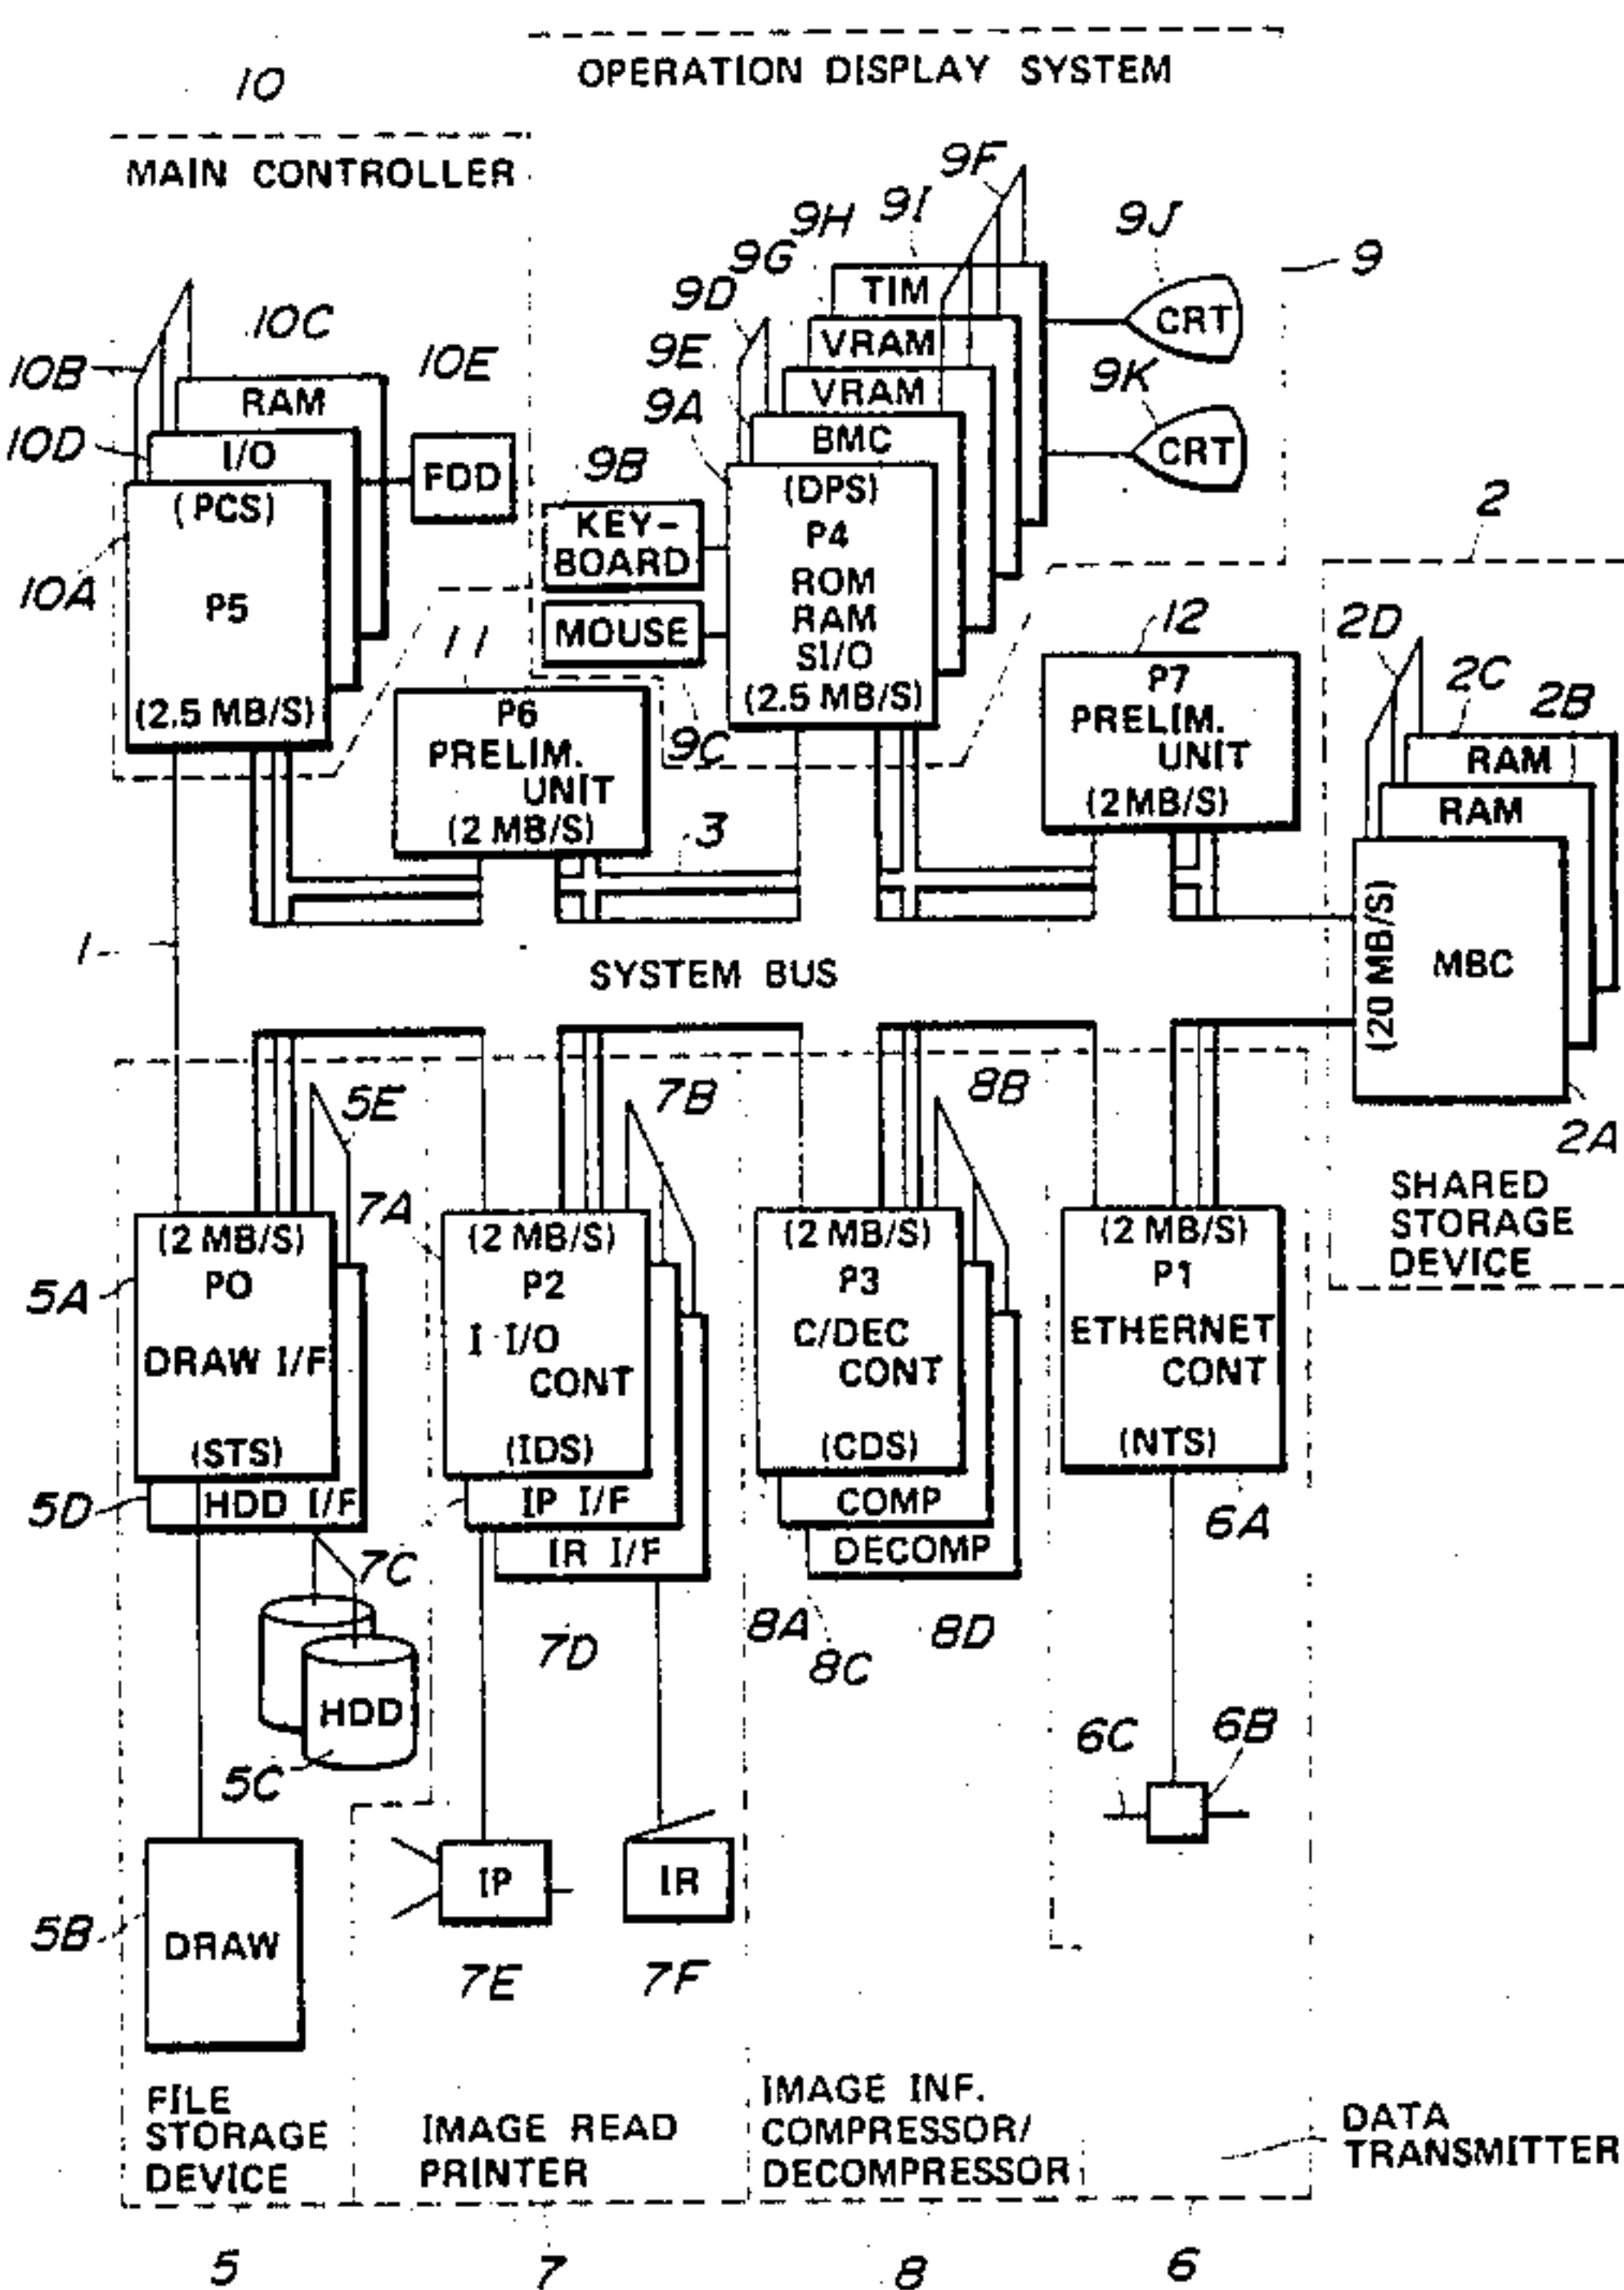 10
OPERATION DISPLAY SYSTEM
MAIN CONTROLLER
9F
9I
9H
9J
9G
9
9D
TIM
CRT
10C
9E
VRAM
10B
10E
9K
RAM
9A
VRAM
10D
I/O
FDD
9B
BMC
CRT
(PCS)
KEY-
BOARD
(DPS)
P4
ROM
RAM
SI/O
(2.5 MB/S)
2
10A
P5
MOUSE
11
12
2D
(2.5 MB/S)
P6
PRELIM.
UNIT
(2 MB/S)
9C
P7
PRELIM.
UNIT
(2 MB/S)
2C
2B
RAM
RAM
3
1
SYSTEM BUS
(20 MB/S)
MBC
5E
7B
8B
2A
7A
SHARED
STORAGE
DEVICE
5A
(2 MB/S)
P0
DRAW I/F
(STS)
(2 MB/S)
P2
I I/O
CONT
(IDS)
(2 MB/S)
P3
C/DEC
CONT
(CDS)
(2 MB/S)
P1
ETHERNET
CONT
(NTS)
5D
HDD I/F
IP I/F
COMP
6A
IR I/F
DECOMP
7C
7D
8A
8C
8D
HDD
5C
6C
6B
5B
DRAW
IP
IR
7E
7F
FILE
STORAGE
DEVICE
IMAGE READ
PRINTER
IMAGE INF.
COMPRESSOR/
DECOMPRESSOR
DATA
TRANSMITTER
5
7
8
6